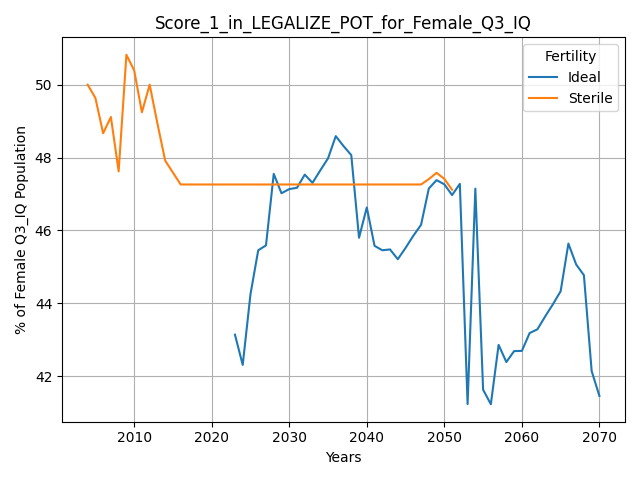 Score_1_in_LEGALIZE_POT_for_Female_Q3_IQ
Fertility
Ideal
Sterile
% of Female Q3_IQ Population
50
48
46
44
42
2010 2020 2030 2040 2050 2060 2070
Years